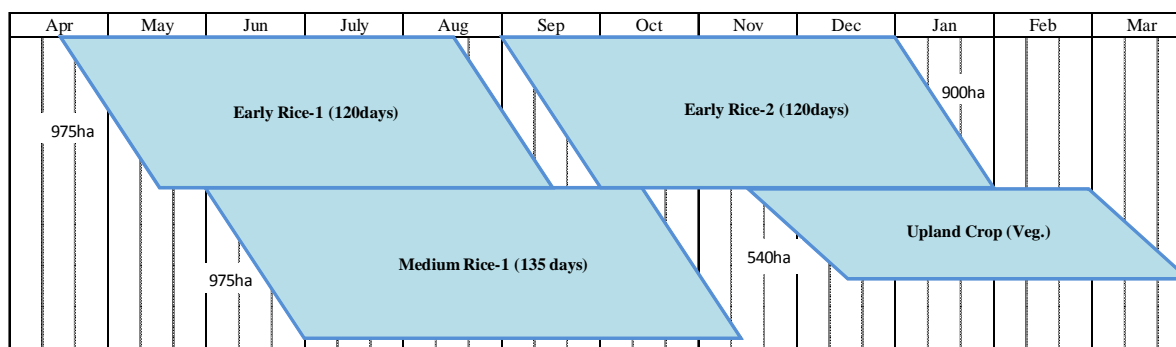 Apr May Jun July Aug Sep Oct Nov Dec Jan Feb Mar
Early Rice-1 (120days)
Early Rice-2 (120days)
900ha
975ha
Upland Crop (Veg.)
540ha
Medium Rice-1 (135 days)
975ha